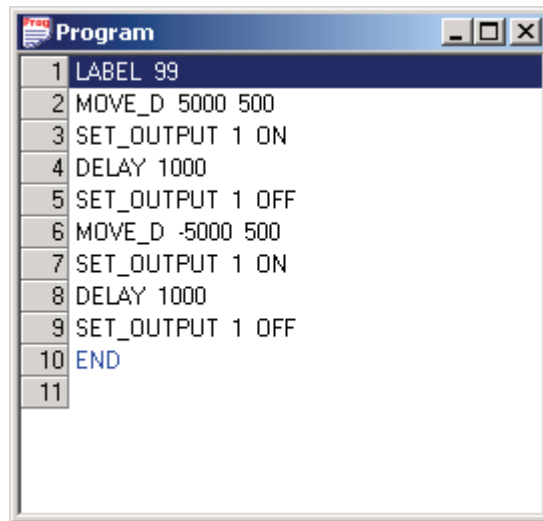 Prog Program
1 LABEL 99
2 MOVE_D 5000 500
3 SET_OUTPUT 1 ON
4 DELAY 1000
5 SET_OUTPUT 1 OFF
6 MOVE_D -5000 500
7 SET_OUTPUT 1 ON
8 DELAY 1000
9 SET_OUTPUT 1 OFF
10 END
11